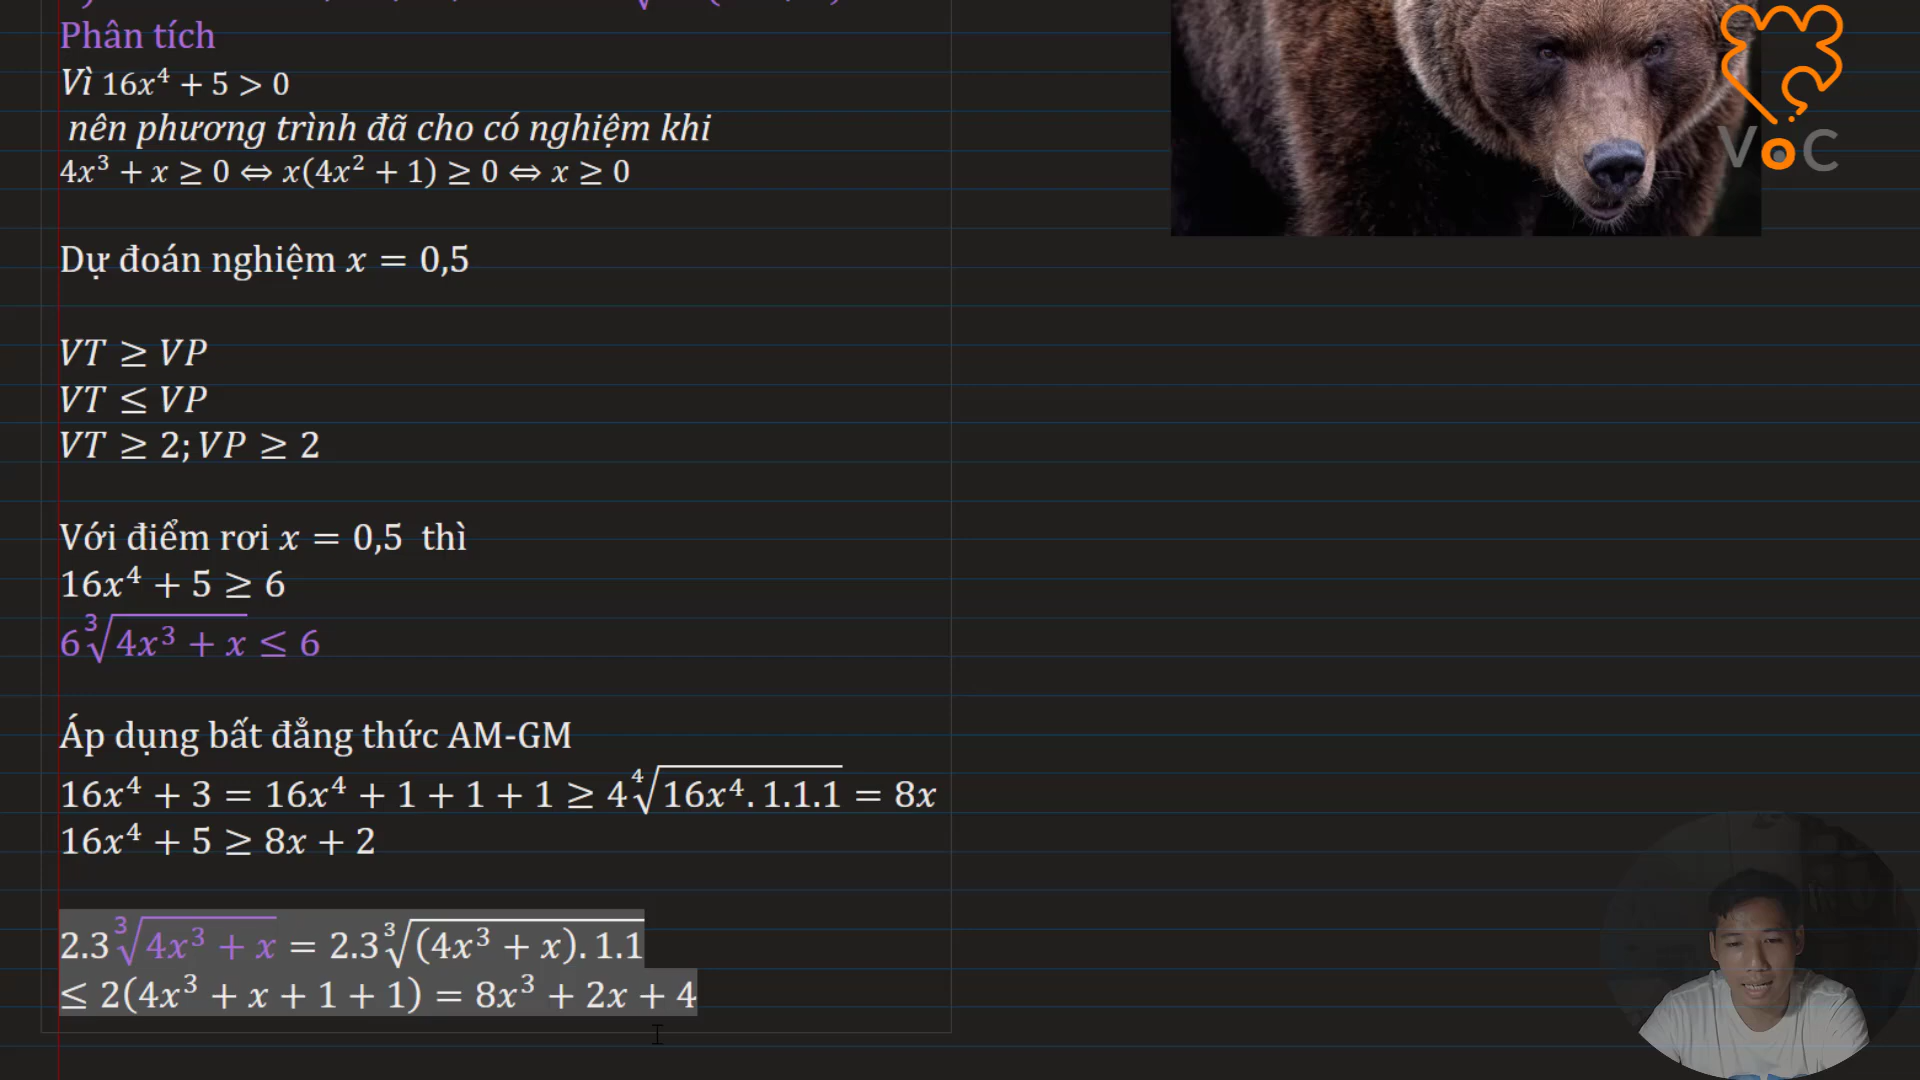 Phân tích
Vì 16x⁴ + 5 > 0
nên phương trình đã cho có nghiệm khi
4x³ + x ≥ 0 ⇔ x(4x² + 1) ≥ 0 ⇔ x ≥ 0
Dự đoán nghiệm x = 0,5
VT ≥ VP
VT ≤ VP
VT ≥ 2; VP ≥ 2
Với điểm rơi x = 0,5 thì
16x⁴ + 5 ≥ 6
6∛(4x³ + x) ≤ 6
Áp dụng bất đẳng thức AM-GM
16x⁴ + 3 = 16x⁴ + 1 + 1 + 1 ≥ 4∜(16x⁴. 1.1.1) = 8x
16x⁴ + 5 ≥ 8x + 2
2.3∛(4x³ + x) = 2.3∛((4x³ + x). 1.1)
≤ 2(4x³ + x + 1 + 1) = 8x³ + 2x + 4
VOC